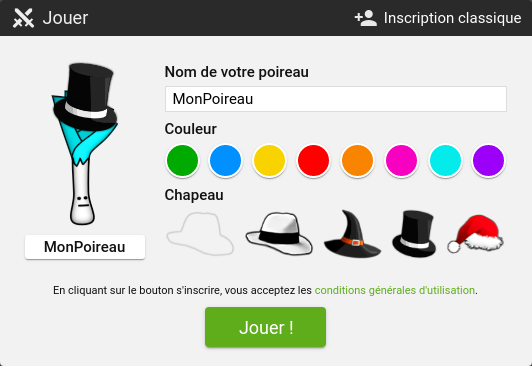 Jouer
Inscription classique
Nom de votre poireau
MonPoireau
Couleur
Chapeau
MonPoireau
En cliquant sur le bouton s'inscrire, vous acceptez les conditions générales d'utilisation.
Jouer !